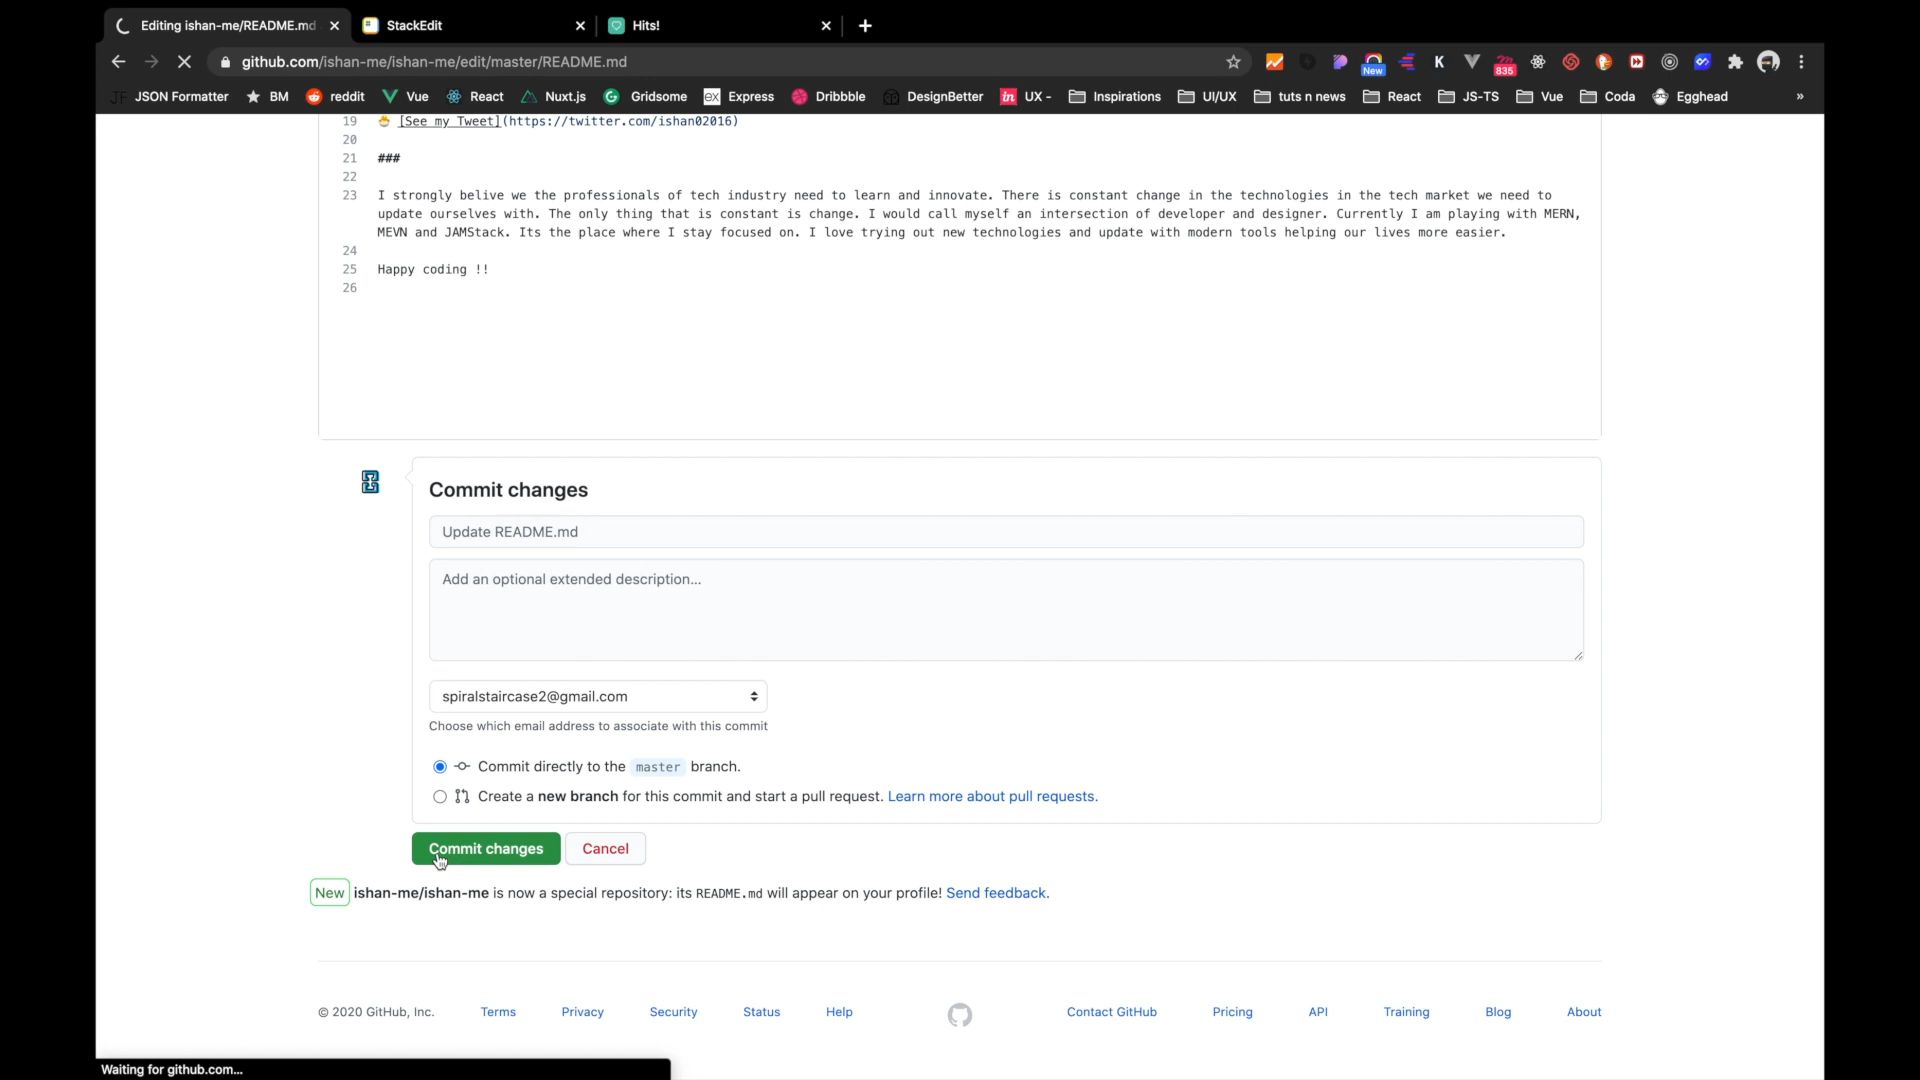 Editing ishan-me/README.md
StackEdit
Hits!
github.com/ishan-me/ishan-me/edit/master/README.md
New
835
K
JF JSON Formatter
BM
reddit
Vue
React
Nuxt.js
Gridsome
ex Express
Dribbble
DesignBetter
in UX -
Inspirations
UI/UX
tuts n news
React
JS-TS
Vue
Coda
Egghead
»
19 [See my Tweet](https://twitter.com/ishan02016)
20
21 ###
22
23 I strongly belive we the professionals of tech industry need to learn and innovate. There is constant change in the technologies in the tech market we need to
update ourselves with. The only thing that is constant is change. I would call myself an intersection of developer and designer. Currently I am playing with MERN,
MEVN and JAMStack. Its the place where I stay focused on. I love trying out new technologies and update with modern tools helping our lives more easier.
24
25 Happy coding !!
26
Commit changes
Update README.md
Add an optional extended description...
spiralstaircase2@gmail.com
Choose which email address to associate with this commit
Commit directly to the master branch.
Create a new branch for this commit and start a pull request. Learn more about pull requests.
Commit changes
Cancel
New ishan-me/ishan-me is now a special repository: its README.md will appear on your profile! Send feedback.
© 2020 GitHub, Inc.
Terms
Privacy
Security
Status
Help
Contact GitHub
Pricing
API
Training
Blog
About
Waiting for github.com...